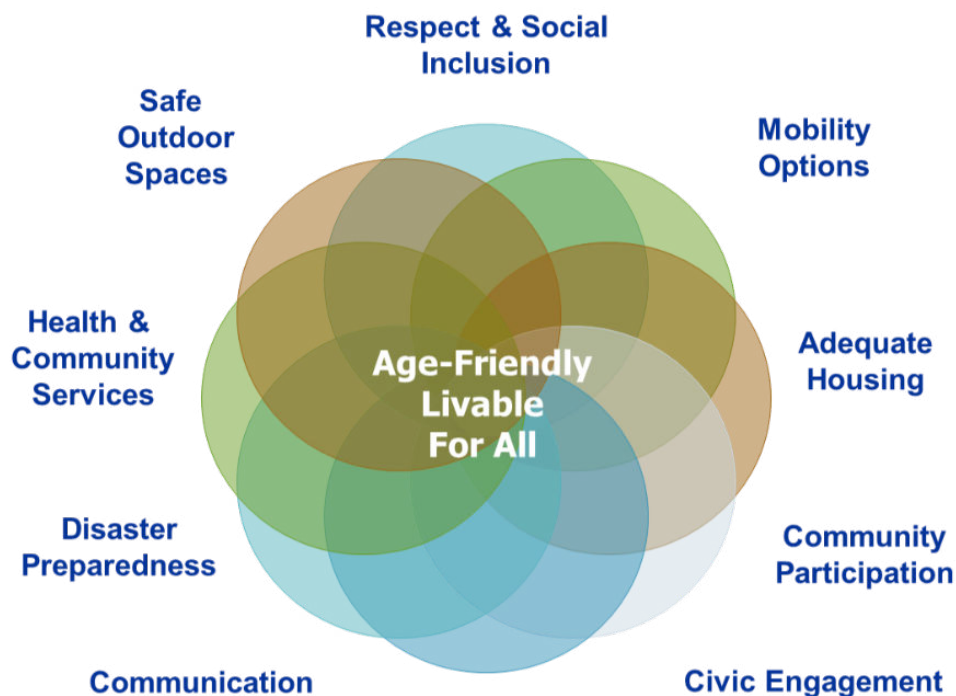 Respect & Social
Inclusion
Safe
Outdoor
Spaces
Mobility
Options
Health &
Community
Services
Age-Friendly
Livable
For All
Adequate
Housing
Disaster
Preparedness
Community
Participation
Communication
Civic Engagement